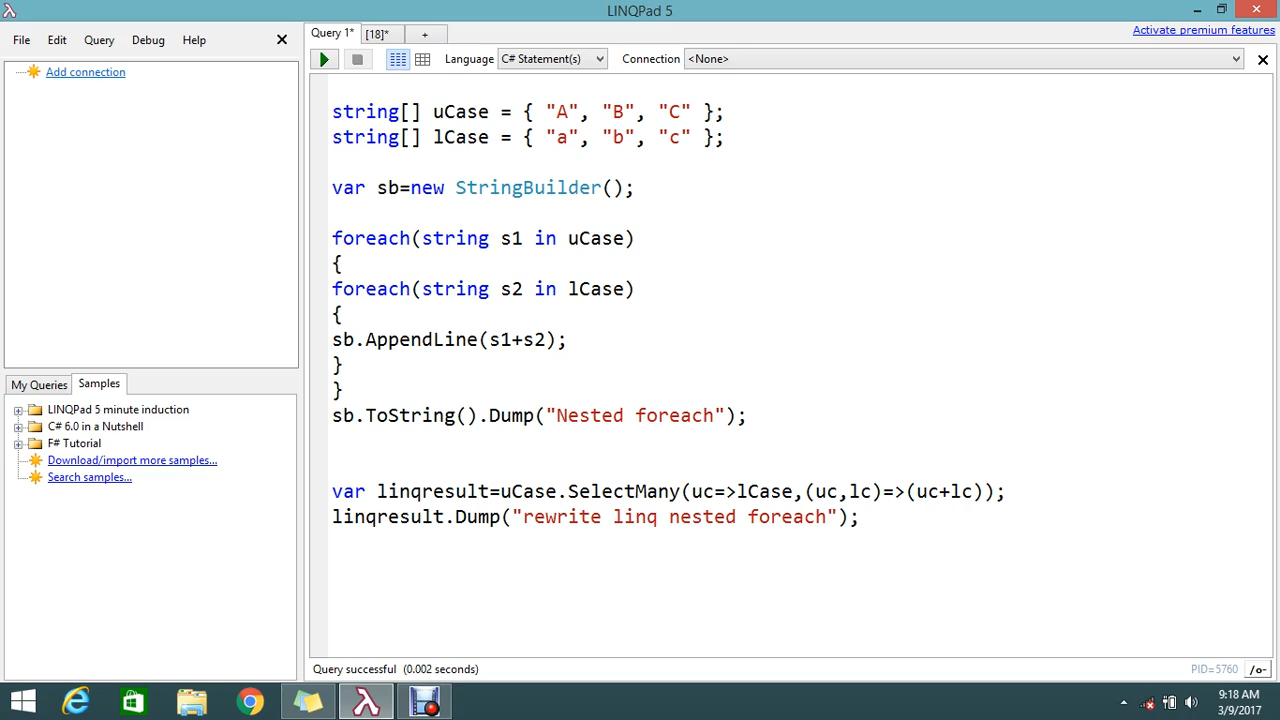 LINQPad 5
File Edit Query Debug Help
Add connection
My Queries Samples
LINQPad 5 minute induction
C# 6.0 in a Nutshell
F# Tutorial
Download/import more samples...
Search samples...
Query 1* [18]* +
Activate premium features
Language C# Statement(s) Connection <None>
string[] uCase = { "A", "B", "C" };
string[] lCase = { "a", "b", "c" };
var sb=new StringBuilder();
foreach(string s1 in uCase)
{
foreach(string s2 in lCase)
{
sb.AppendLine(s1+s2);
}
}
sb.ToString().Dump("Nested foreach");
var linqresult=uCase.SelectMany(uc=>lCase,(uc,lc)=>(uc+lc));
linqresult.Dump("rewrite linq nested foreach");
Query successful (0.002 seconds)
PID=5760 /o-
9:18 AM
3/9/2017